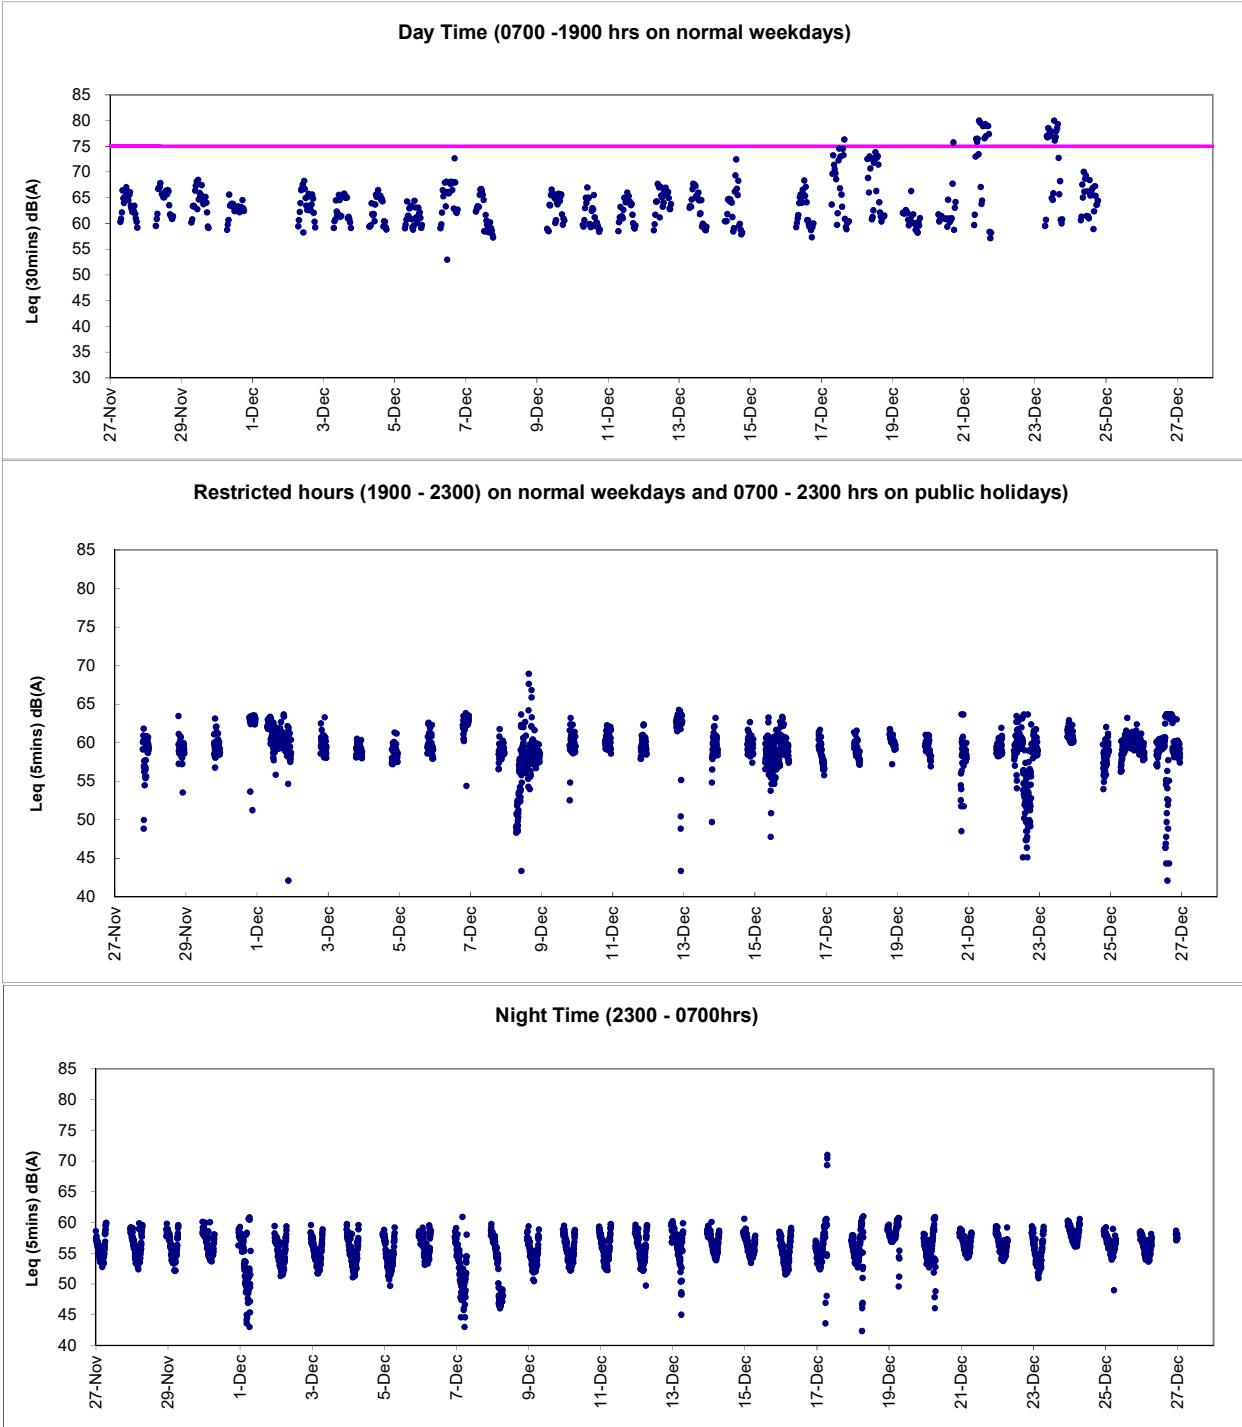 Day Time (0700 -1900 hrs on normal weekdays)
85
80
75
70
65
60
55
50
45
40
35
30
Leq (30mins) dB(A)
27-Nov
29-Nov
1-Dec
3-Dec
5-Dec
7-Dec
9-Dec
11-Dec
13-Dec
15-Dec
17-Dec
19-Dec
21-Dec
23-Dec
25-Dec
27-Dec
Restricted hours (1900 - 2300) on normal weekdays and 0700 - 2300 hrs on public holidays)
85
80
75
70
65
60
55
50
45
40
Leq (5mins) dB(A)
27-Nov
29-Nov
1-Dec
3-Dec
5-Dec
7-Dec
9-Dec
11-Dec
13-Dec
15-Dec
17-Dec
19-Dec
21-Dec
23-Dec
25-Dec
27-Dec
Night Time (2300 - 0700hrs)
85
80
75
70
65
60
55
50
45
40
Leq (5mins) dB(A)
27-Nov
29-Nov
1-Dec
3-Dec
5-Dec
7-Dec
9-Dec
11-Dec
13-Dec
15-Dec
17-Dec
19-Dec
21-Dec
23-Dec
25-Dec
27-Dec